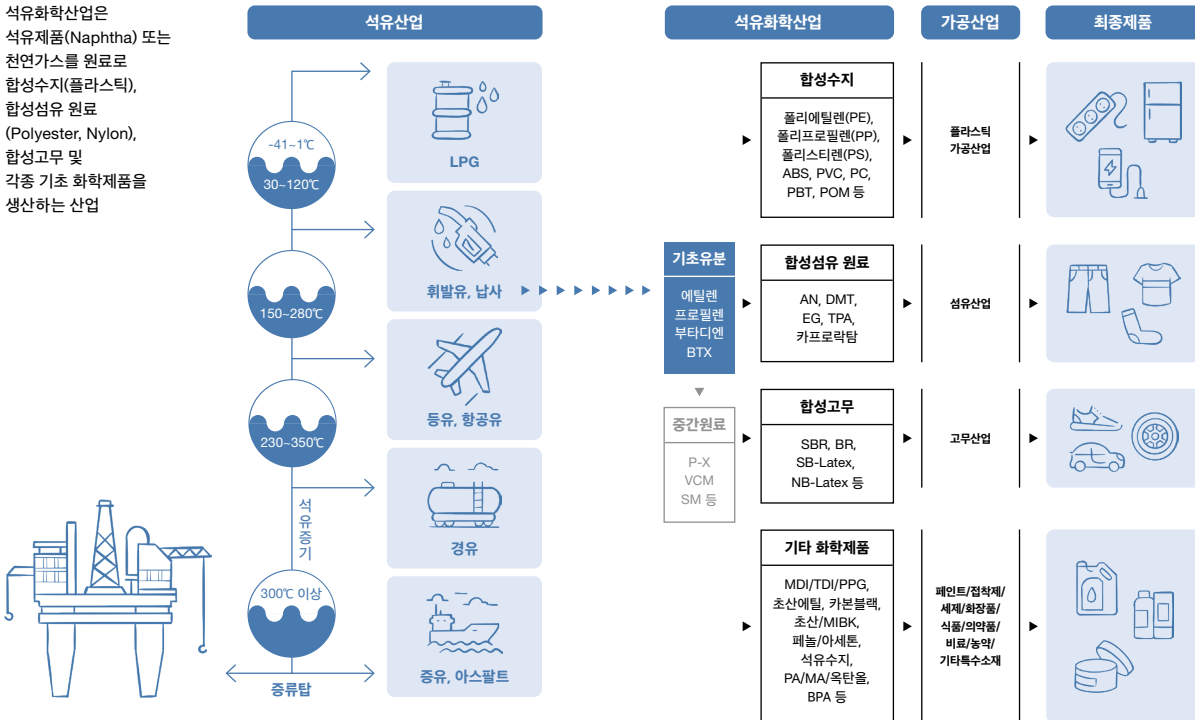 석유화학산업은
석유제품(Naphtha) 또는
천연가스를 원료로
합성수지(플라스틱),
합성섬유 원료
(Polyester, Nylon),
합성고무 및
각종 기초 화학제품을
생산하는 산업
석유산업
-41~1℃
30~120℃
150~280℃
230~350℃
석유증기
300℃ 이상
증류탑
LPG
휘발유, 납사
등유, 항공유
경유
중유, 아스팔트
석유화학산업
가공산업
최종제품
기초유분
에틸렌
프로필렌
부타디엔
BTX
중간원료
P-X
VCM
SM 등
합성수지
폴리에틸렌(PE),
폴리프로필렌(PP),
폴리스티렌(PS),
ABS, PVC, PC,
PBT, POM 등
플라스틱
가공산업
합성섬유 원료
AN, DMT,
EG, TPA,
카프로락탐
섬유산업
합성고무
SBR, BR,
SB-Latex,
NB-Latex 등
고무산업
기타 화학제품
MDI/TDI/PPG,
초산에틸, 카본블랙,
초산/MIBK,
페놀/아세톤,
석유수지,
PA/MA/옥탄올,
BPA 등
페인트/접착제/
세제/화장품/
식품/의약품/
비료/농약/
기타특수소재